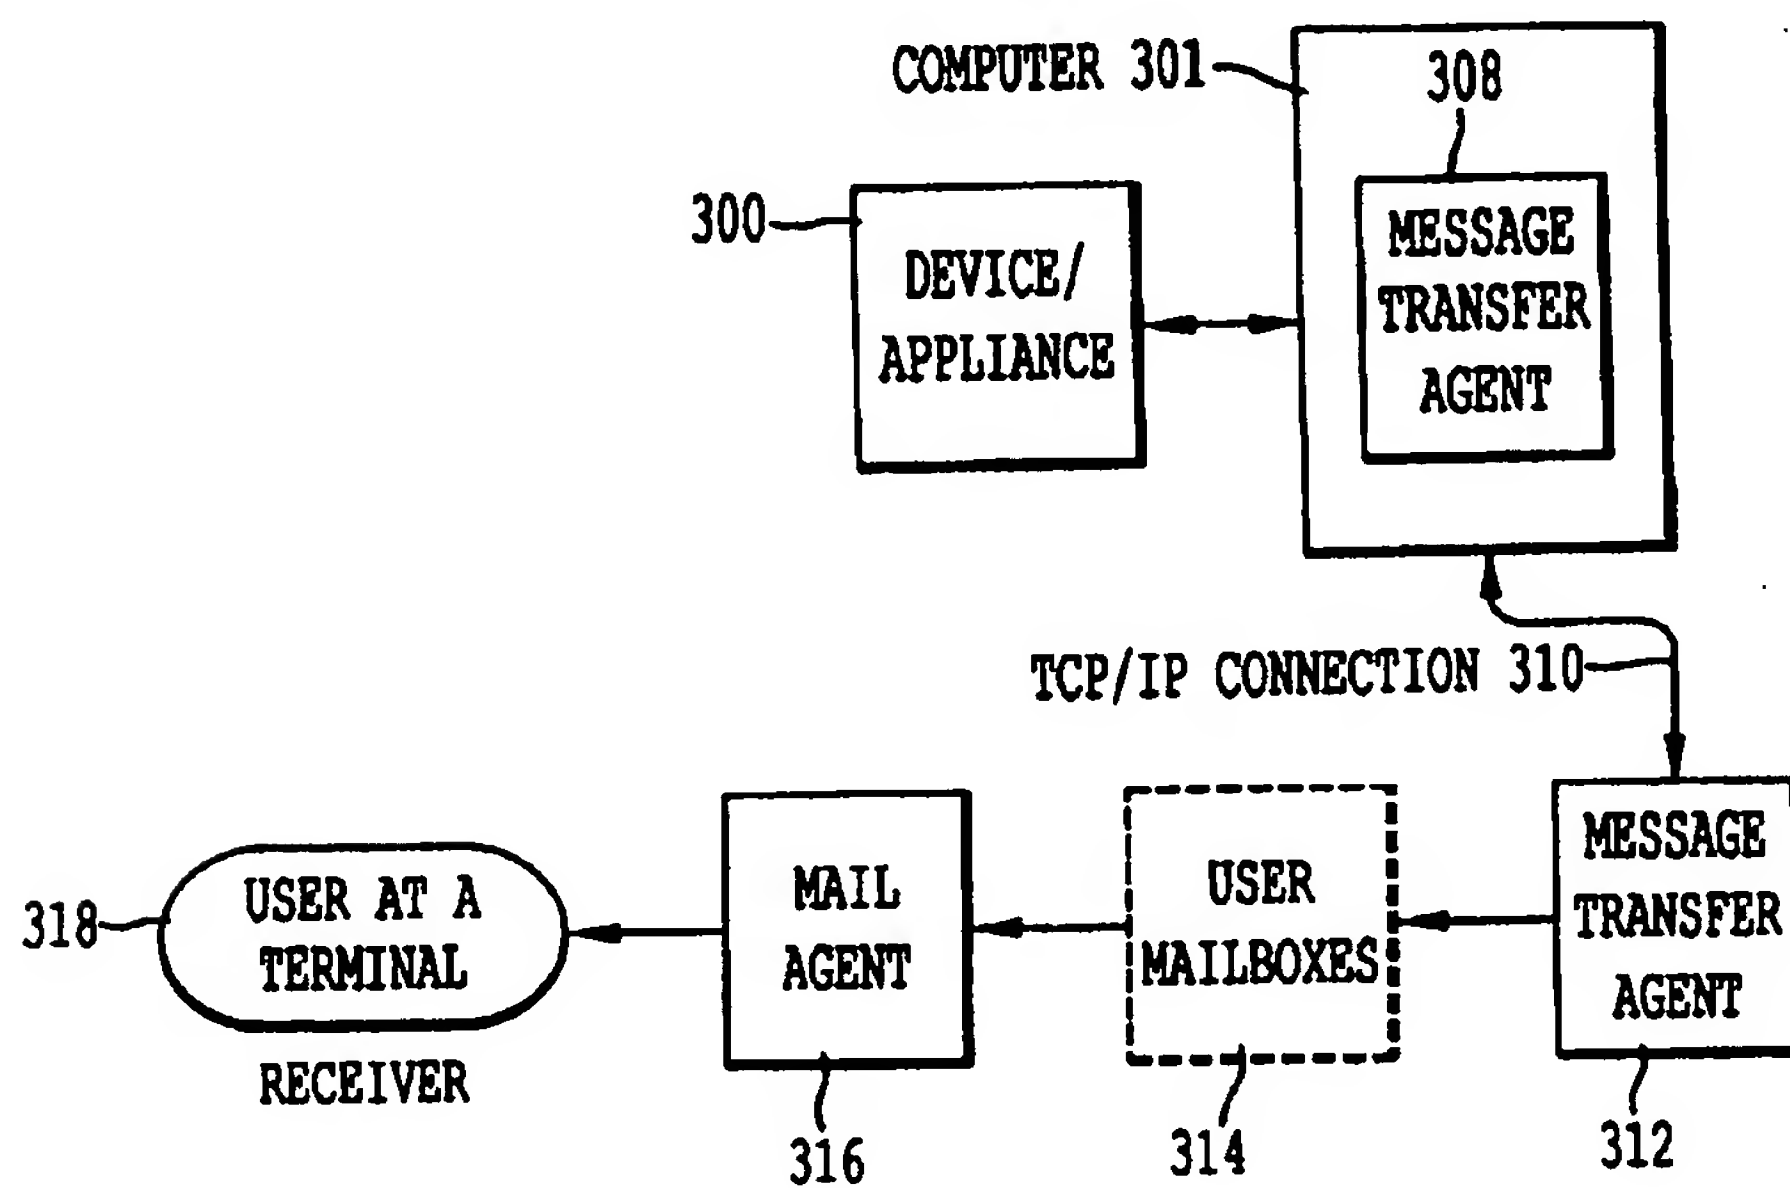 COMPUTER 301
308
300
DEVICE/
APPLIANCE
MESSAGE
TRANSFER
AGENT
TCP/IP CONNECTION 310
318
USER AT A
TERMINAL
RECEIVER
MAIL
AGENT
316
USER
MAILBOXES
314
MESSAGE
TRANSFER
AGENT
312